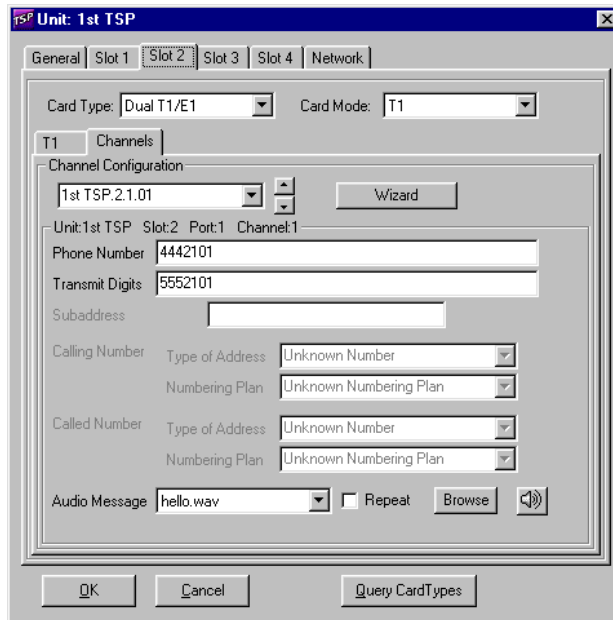 TSP Unit: 1st TSP
General Slot 1 Slot 2 Slot 3 Slot 4 Network
Card Type: Dual T1/E1 Card Mode: T1
T1 Channels
Channel Configuration
1st TSP.2.1.01 Wizard
Unit:1st TSP Slot:2 Port:1 Channel:1
Phone Number 4442101
Transmit Digits 5552101
Subaddress
Calling Number Type of Address Unknown Number
Numbering Plan Unknown Numbering Plan
Called Number Type of Address Unknown Number
Numbering Plan Unknown Numbering Plan
Audio Message hello.wav Repeat Browse
OK Cancel Query CardTypes